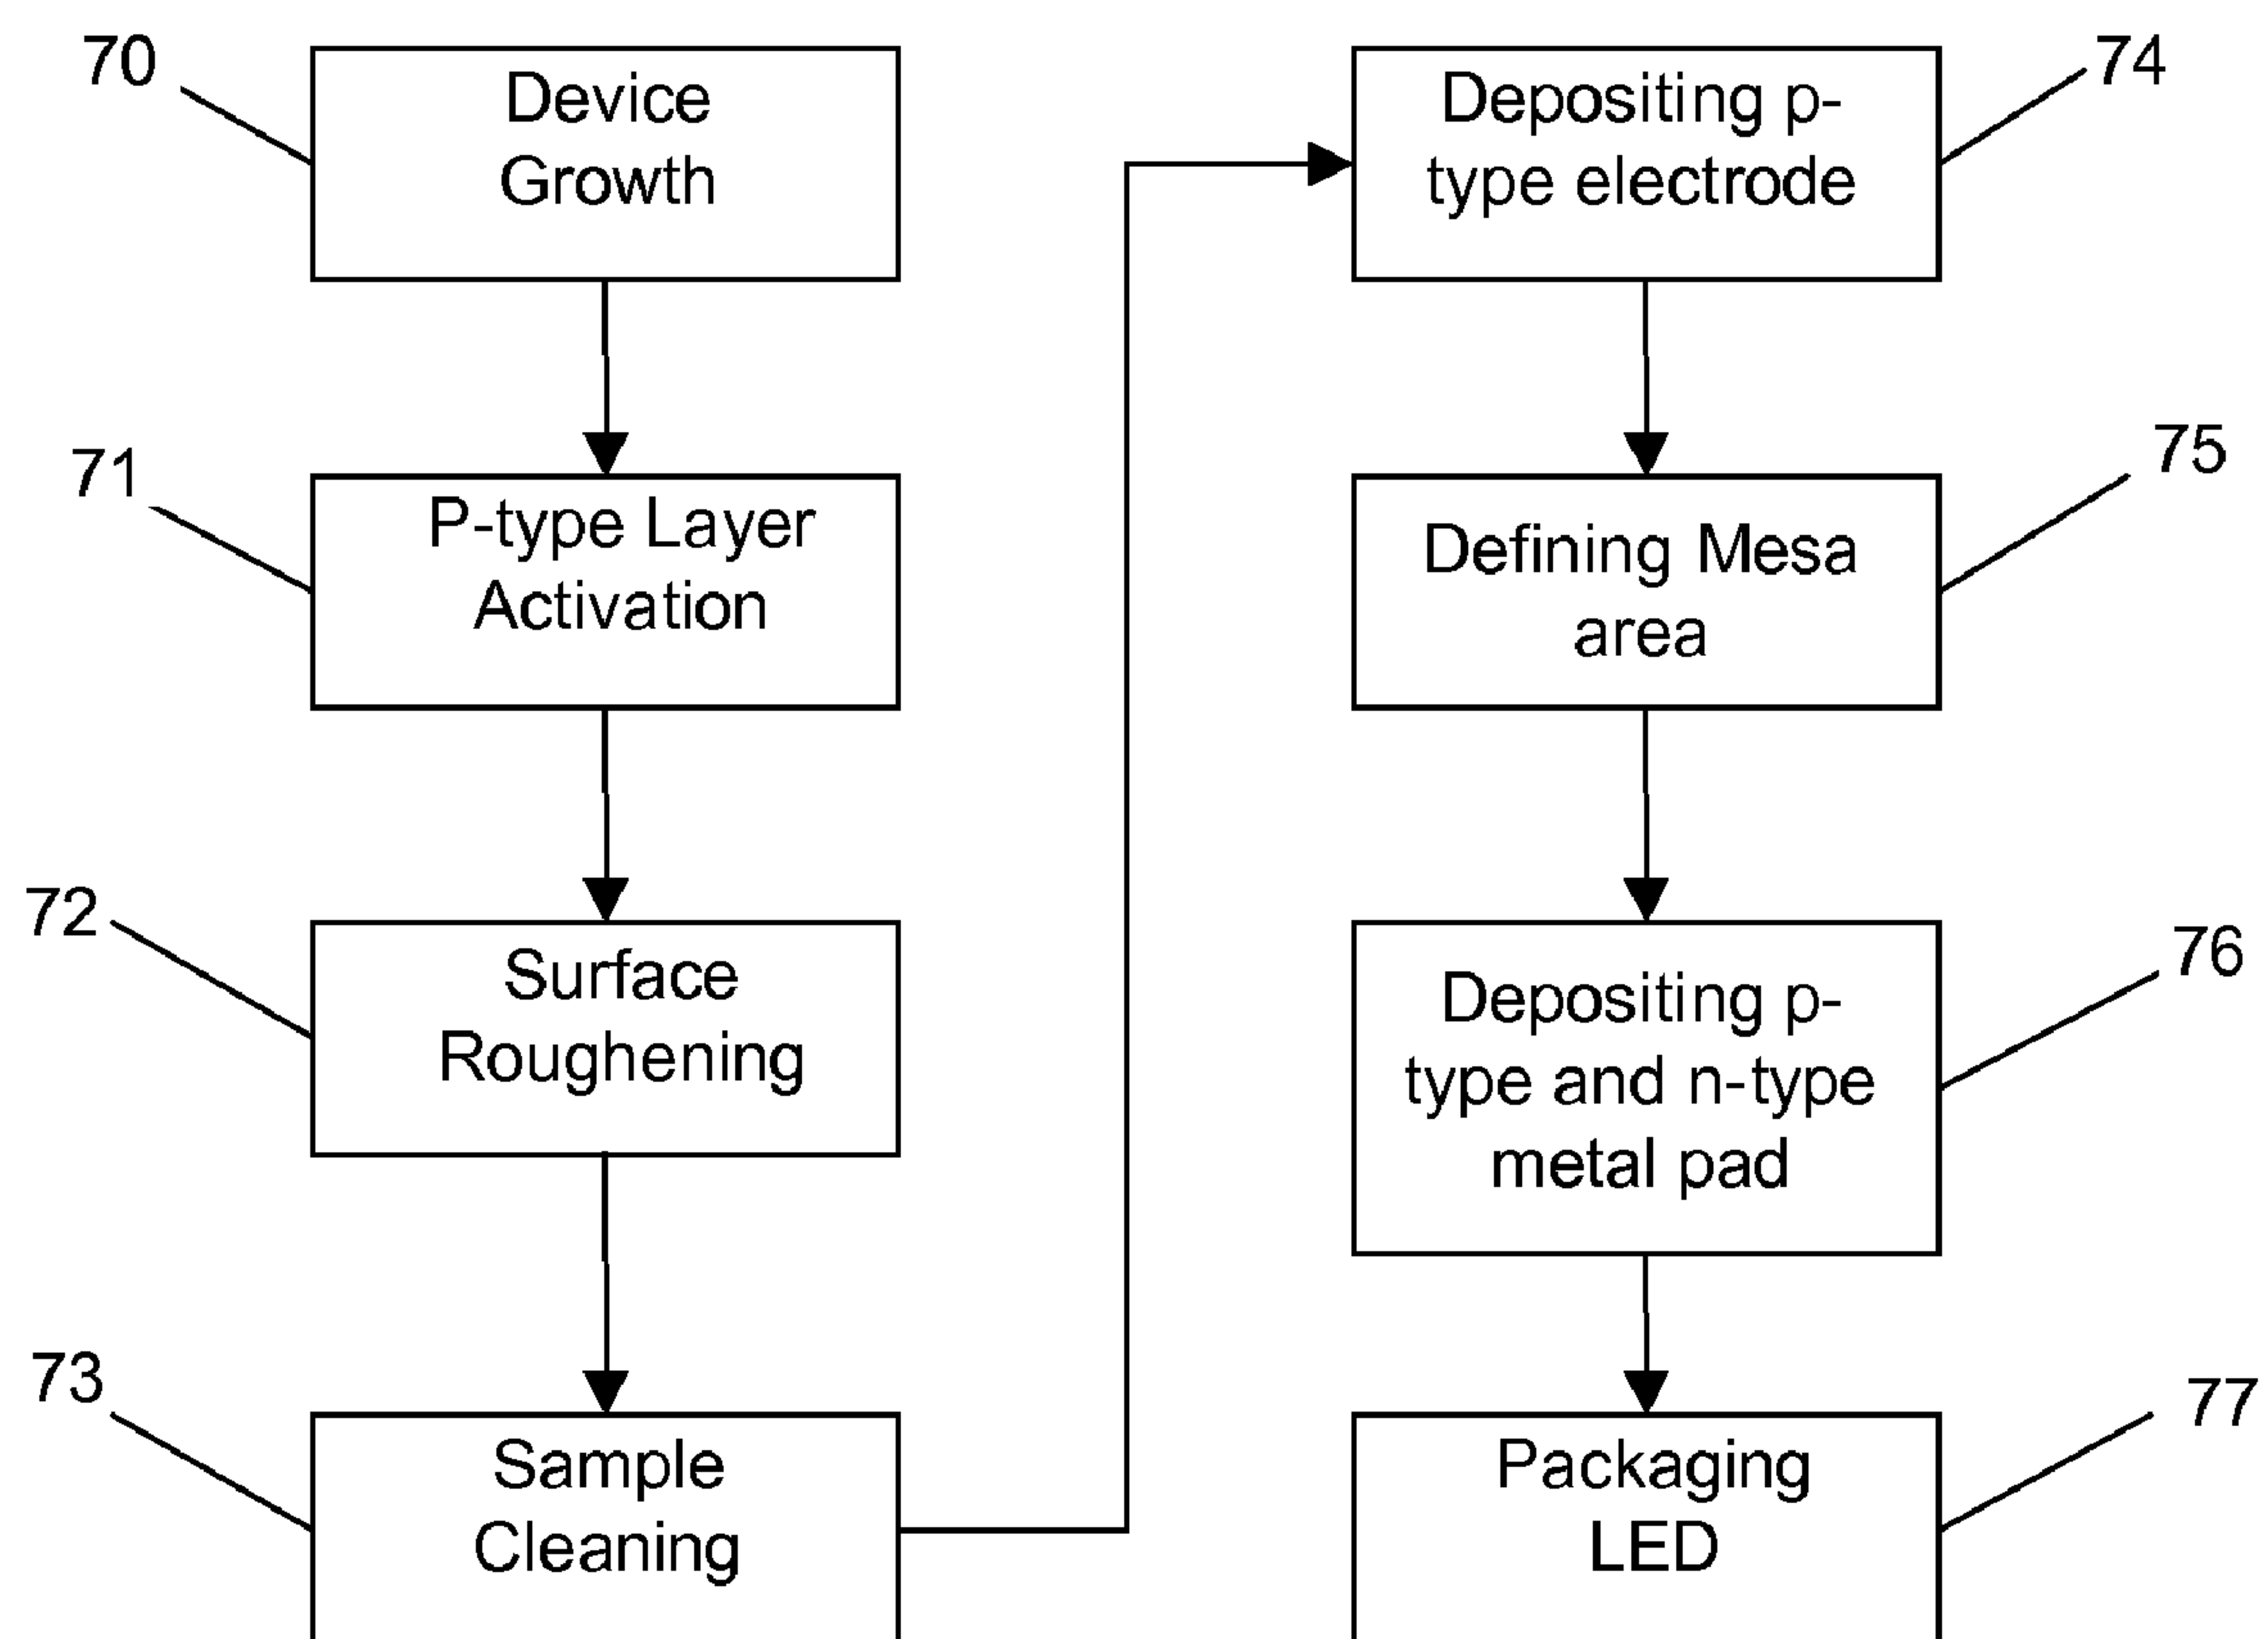 70
Device
Growth
71
P-type Layer
Activation
72
Surface
Roughening
73
Sample
Cleaning
74
Depositing p-
type electrode
75
Defining Mesa
area
76
Depositing p-
type and n-type
metal pad
77
Packaging
LED